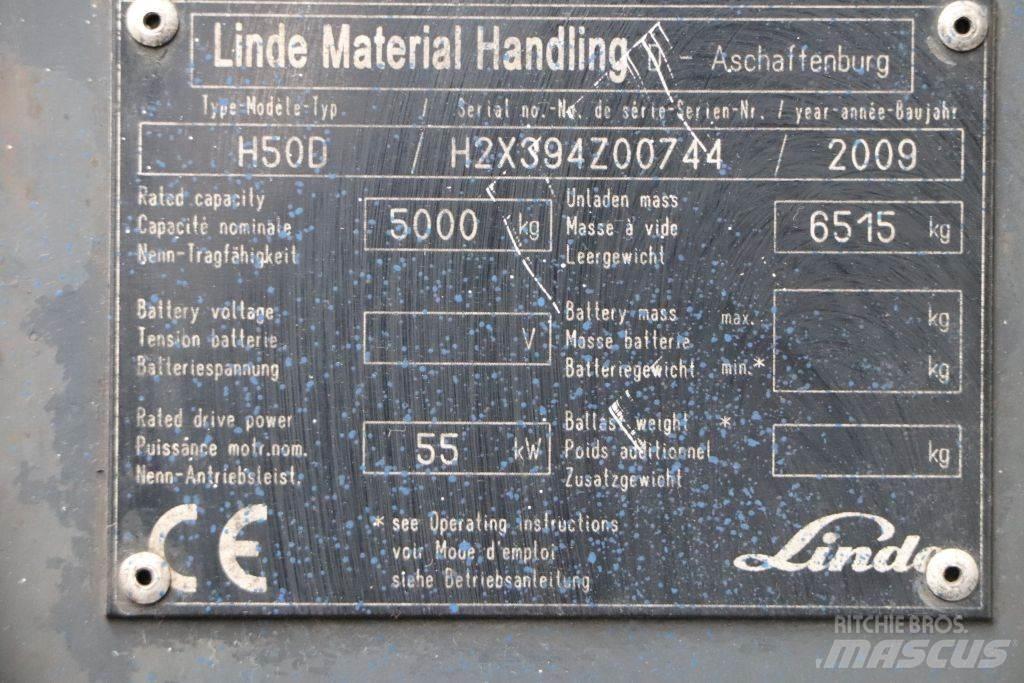 Linde Material Handling - Aschaffenburg
Type-Modèle-Typ / Serial no.-No. de série-Serien-Nr. / year-année-Baujahr
H50D / H2X394Z00744 / 2009
Rated capacity
Capacité nominale 5000 kg
Nenn-Tragfähigkeit
Unladen mass
Masse à vide 6515 kg
Leergewicht
Battery voltage
Tension batterie V
Batteriespannung
Battery mass max. kg
Masse batterie
Batteriegewicht min.* kg
Rated drive power
Puissance motr.nom. 55 kW
Nenn-Antriebsleist.
Ballast weight *
Poids additionnel kg
Zusatzgewicht
CE
* see Operating instructions
voir Mode d'emploi
siehe Betriebsanleitung
Linde
RITCHIE BROS.
MASCUS